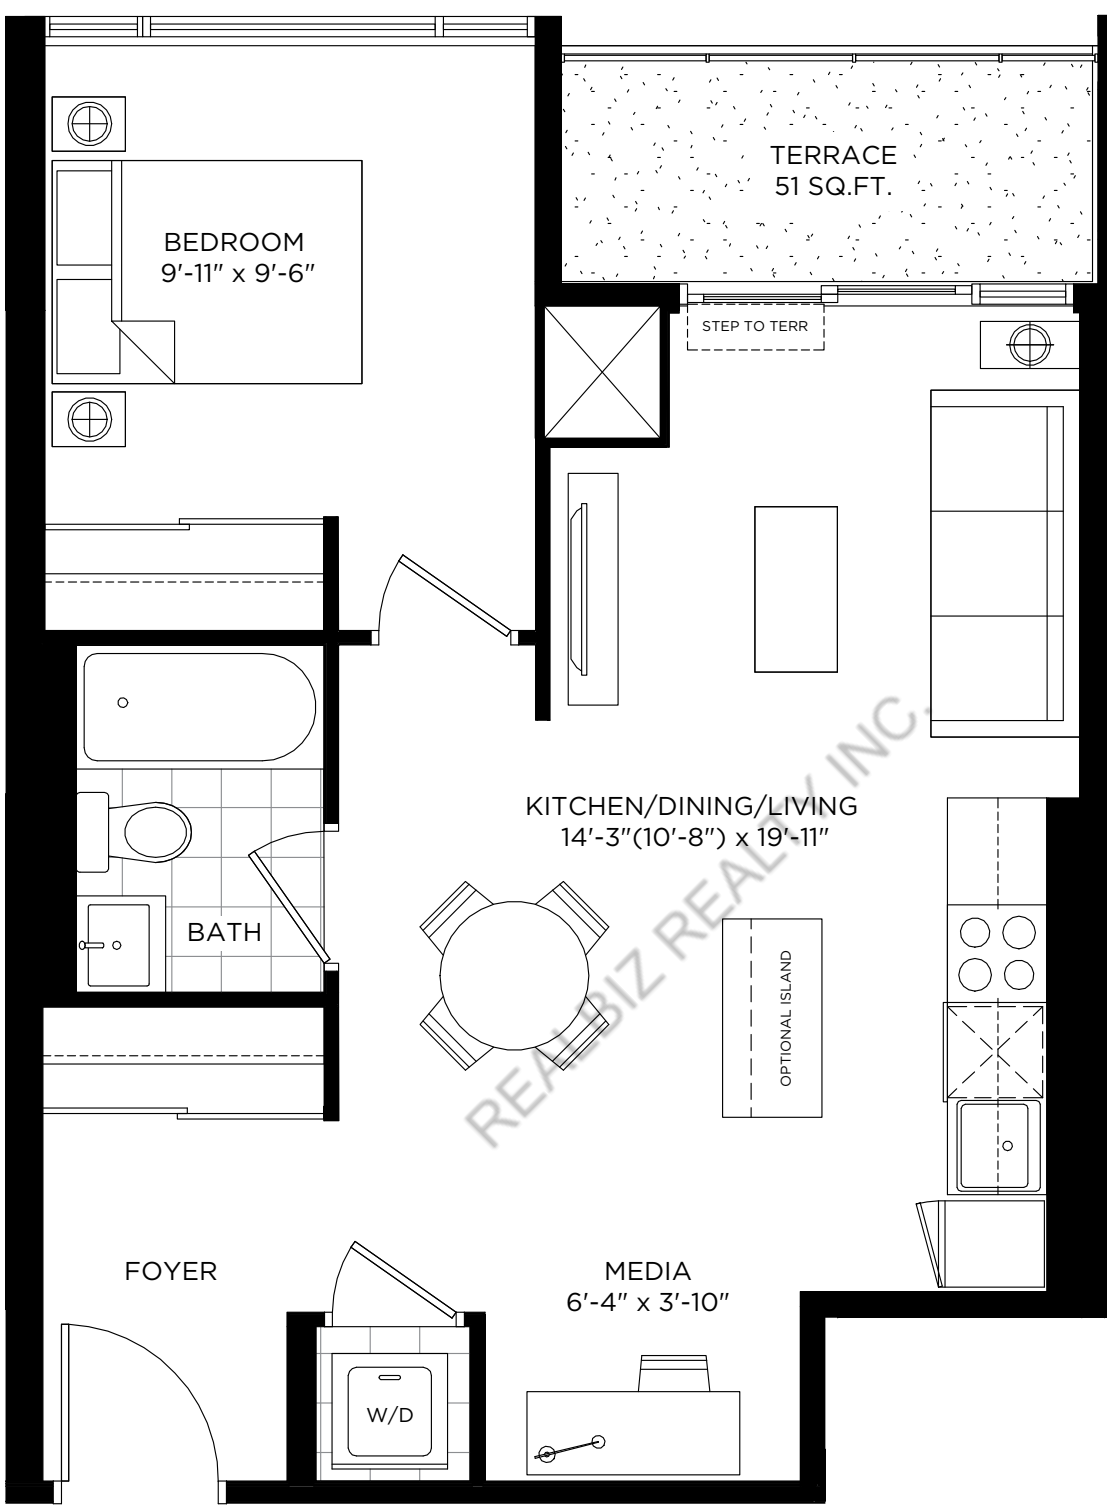 TERRACE
51 SQ.FT.
BEDROOM
9'-11" x 9'-6"
STEP TO TERR
KITCHEN/DINING/LIVING
14'-3"(10'-8") x 19'-11"
BATH
OPTIONAL ISLAND
REALBIZ REALTY INC.
FOYER
MEDIA
6'-4" x 3'-10"
W/D